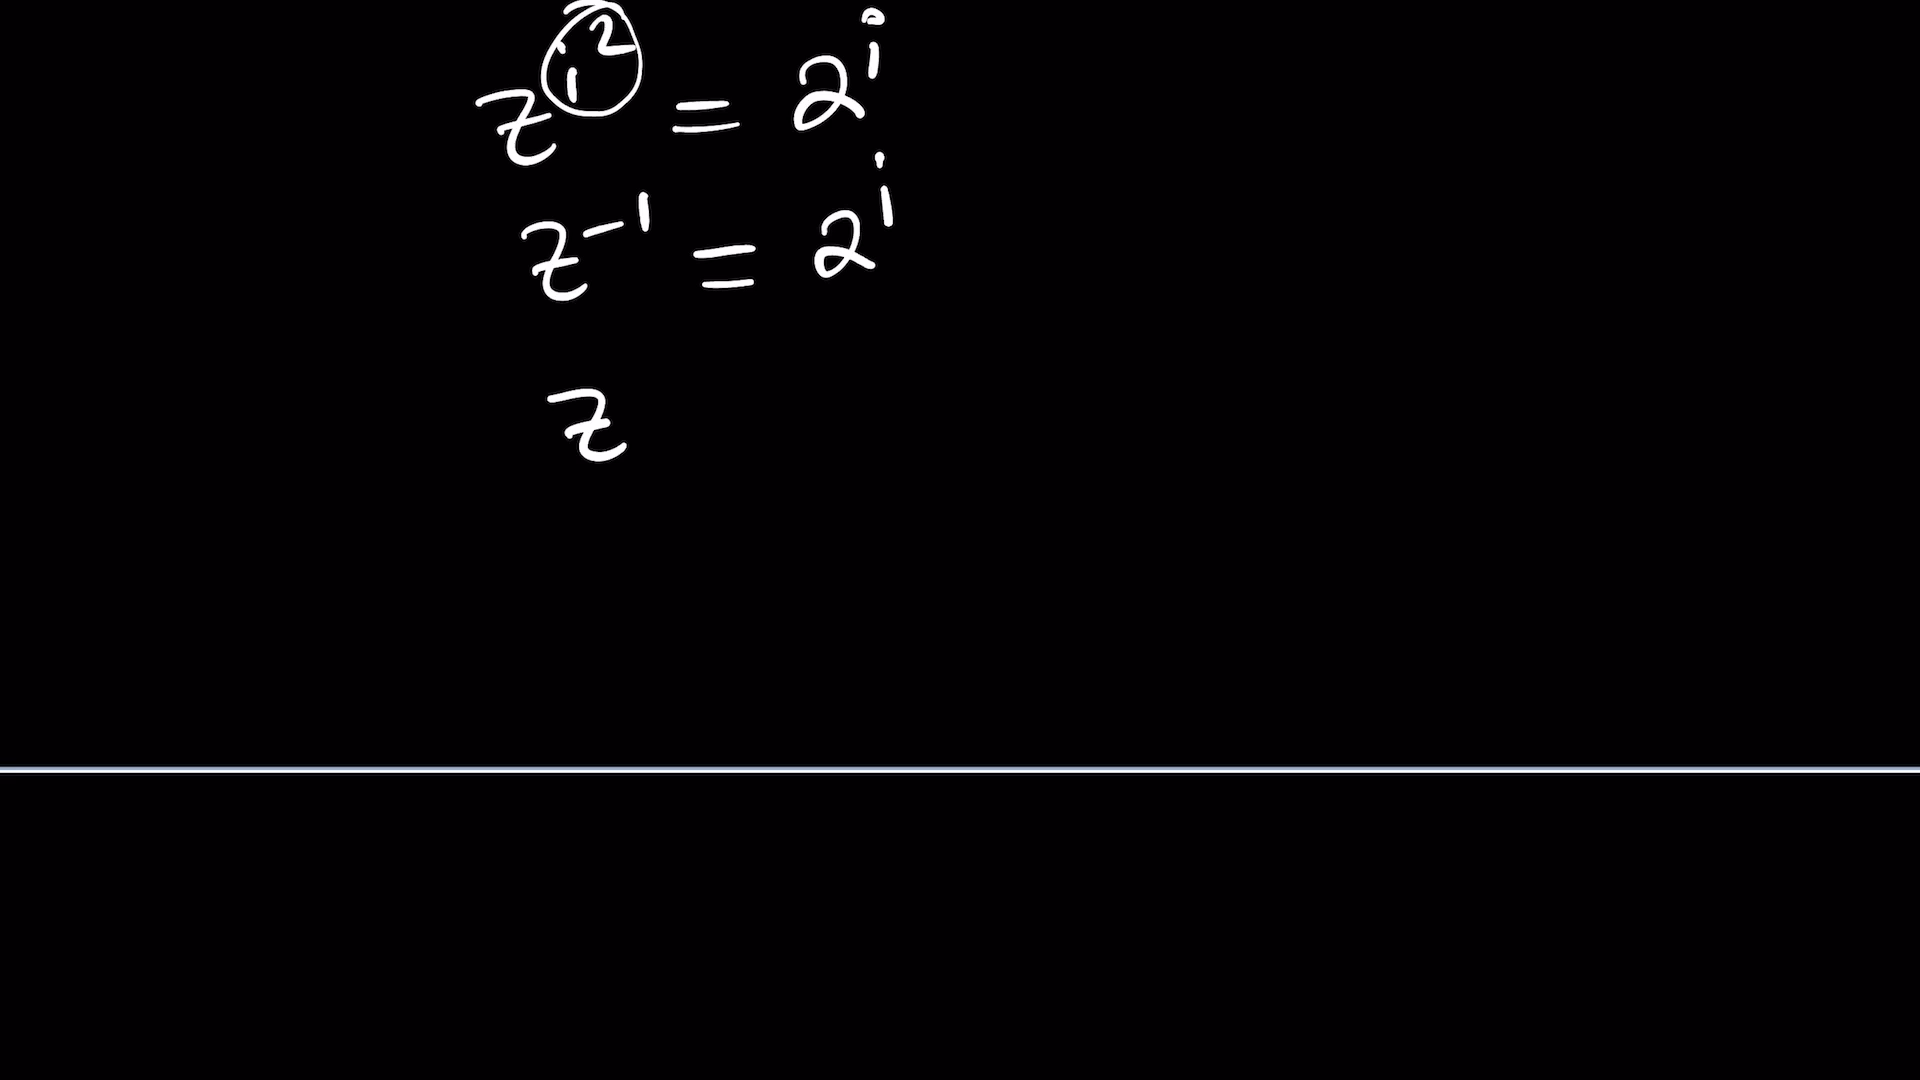 z^{i^2} = 2^i
z^{-1} = 2^i
z